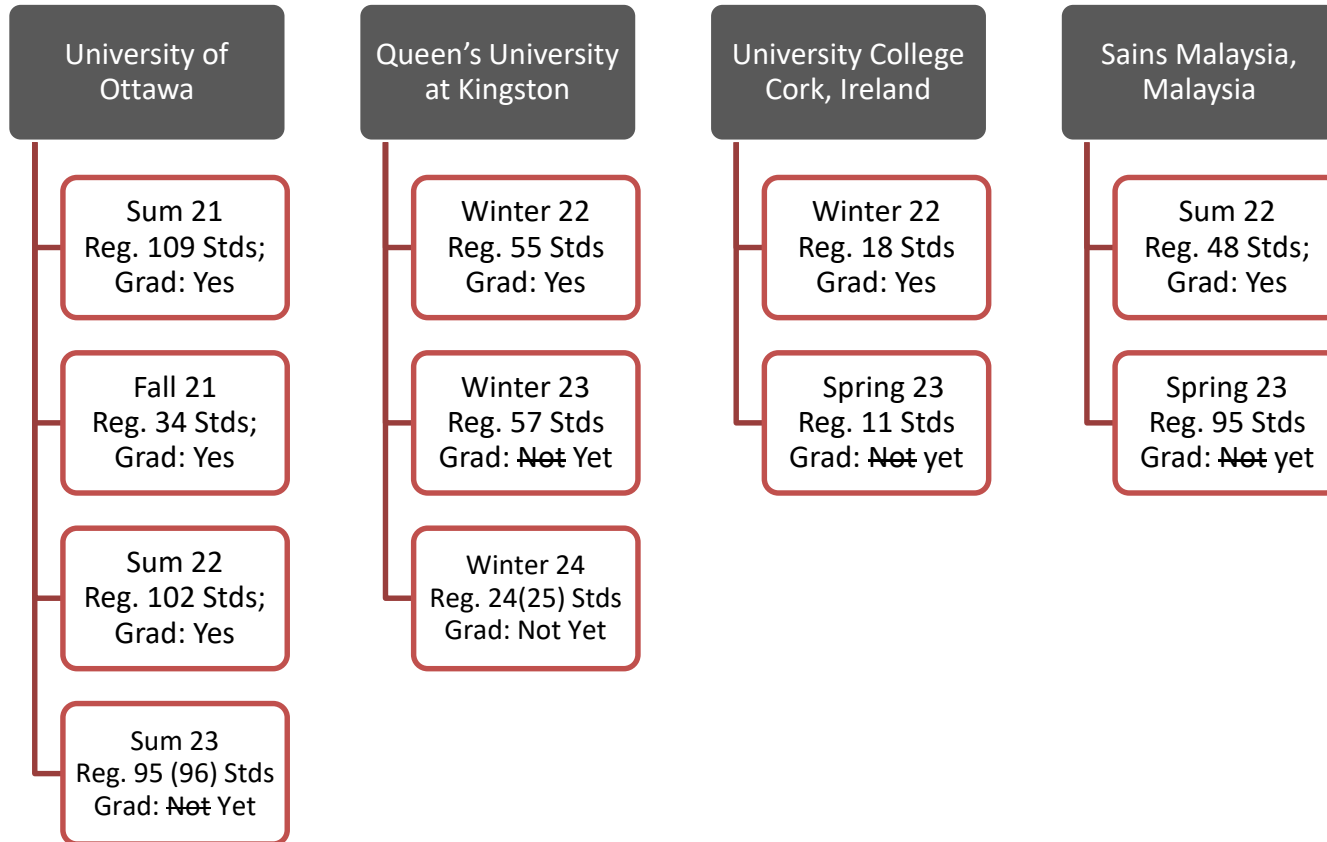 University of
Ottawa
Sum 21
Reg. 109 Stds;
Grad: Yes
Fall 21
Reg. 34 Stds;
Grad: Yes
Sum 22
Reg. 102 Stds;
Grad: Yes
Sum 23
Reg. 95 (96) Stds
Grad: Not Yet
Queen’s University
at Kingston
Winter 22
Reg. 55 Stds
Grad: Yes
Winter 23
Reg. 57 Stds
Grad: Not Yet
Winter 24
Reg. 24(25) Stds
Grad: Not Yet
University College
Cork, Ireland
Winter 22
Reg. 18 Stds
Grad: Yes
Spring 23
Reg. 11 Stds
Grad: Not yet
Sains Malaysia,
Malaysia
Sum 22
Reg. 48 Stds;
Grad: Yes
Spring 23
Reg. 95 Stds
Grad: Not yet